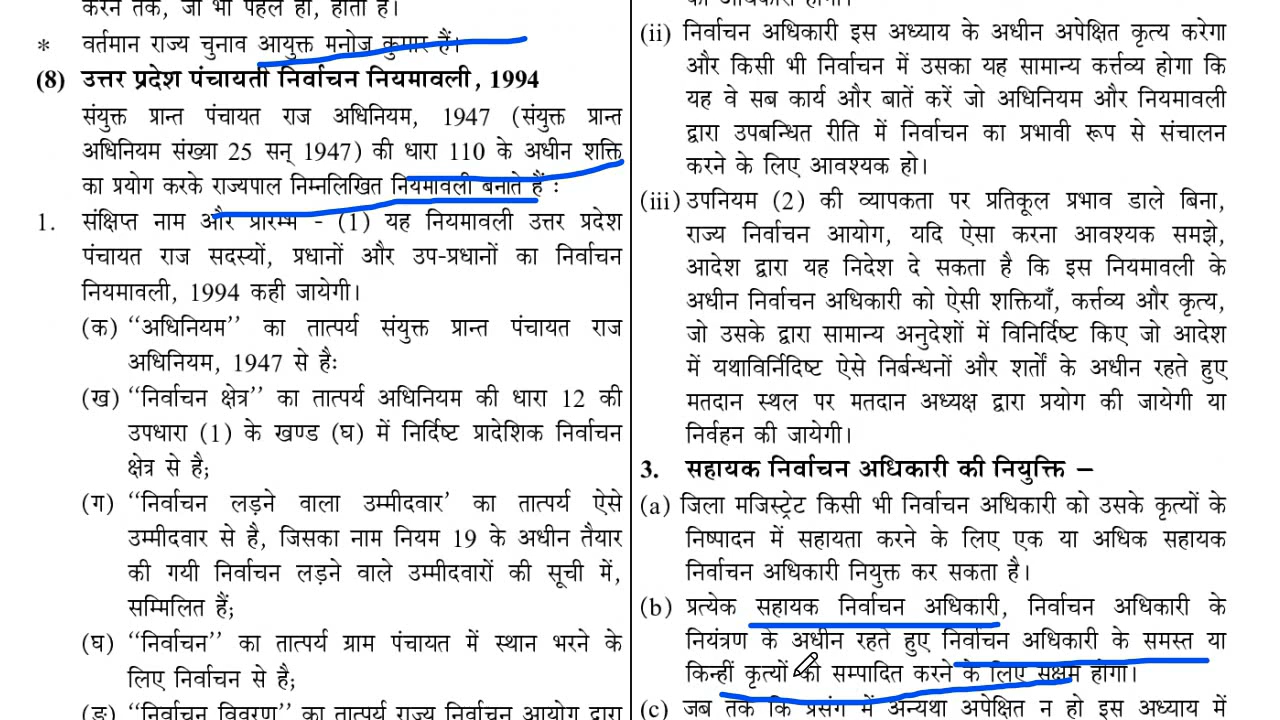 करने तक, जो भी पहले हो, होता है।
* वर्तमान राज्य चुनाव आयुक्त मनोज कुमार हैं।
(8) उत्तर प्रदेश पंचायती निर्वाचन नियमावली, 1994
संयुक्त प्रान्त पंचायत राज अधिनियम, 1947 (संयुक्त प्रान्त
अधिनियम संख्या 25 सन् 1947) की धारा 110 के अधीन शक्ति
का प्रयोग करके राज्यपाल निम्नलिखित नियमावली बनाते हैं :
1. संक्षिप्त नाम और प्रारम्भ - (1) यह नियमावली उत्तर प्रदेश
पंचायत राज सदस्यों, प्रधानों और उप-प्रधानों का निर्वाचन
नियमावली, 1994 कही जायेगी।
(क) ‘‘अधिनियम’’ का तात्पर्य संयुक्त प्रान्त पंचायत राज
अधिनियम, 1947 से हैः
(ख) ‘‘निर्वाचन क्षेत्र’’ का तात्पर्य अधिनियम की धारा 12 की
उपधारा (1) के खण्ड (घ) में निर्दिष्ट प्रादेशिक निर्वाचन
क्षेत्र से है;
(ग) ‘‘निर्वाचन लड़ने वाला उम्मीदवार’ का तात्पर्य ऐसे
उम्मीदवार से है, जिसका नाम नियम 19 के अधीन तैयार
की गयी निर्वाचन लड़ने वाले उम्मीदवारों की सूची में,
सम्मिलित हैं;
(घ) ‘‘निर्वाचन’’ का तात्पर्य ग्राम पंचायत में स्थान भरने के
लिए निर्वाचन से है;
(ङ) ‘‘निर्वाचन विवरण’’ का तात्पर्य राज्य निर्वाचन आयोग द्वारा
(ii) निर्वाचन अधिकारी इस अध्याय के अधीन अपेक्षित कृत्य करेगा
और किसी भी निर्वाचन में उसका यह सामान्य कर्त्तव्य होगा कि
यह वे सब कार्य और बातें करें जो अधिनियम और नियमावली
द्वारा उपबन्धित रीति में निर्वाचन का प्रभावी रूप से संचालन
करने के लिए आवश्यक हो।
(iii) उपनियम (2) की व्यापकता पर प्रतिकूल प्रभाव डाले बिना,
राज्य निर्वाचन आयोग, यदि ऐसा करना आवश्यक समझे,
आदेश द्वारा यह निदेश दे सकता है कि इस नियमावली के
अधीन निर्वाचन अधिकारी को ऐसी शक्तियाँ, कर्त्तव्य और कृत्य,
जो उसके द्वारा सामान्य अनुदेशों में विनिर्दिष्ट किए जो आदेश
में यथाविर्निदिष्ट ऐसे निर्बन्धनों और शर्तों के अधीन रहते हुए
मतदान स्थल पर मतदान अध्यक्ष द्वारा प्रयोग की जायेगी या
निर्वहन की जायेगी।
3. सहायक निर्वाचन अधिकारी की नियुक्ति –
(a) जिला मजिस्ट्रेट किसी भी निर्वाचन अधिकारी को उसके कृत्यों के
निष्पादन में सहायता करने के लिए एक या अधिक सहायक
निर्वाचन अधिकारी नियुक्त कर सकता है।
(b) प्रत्येक सहायक निर्वाचन अधिकारी, निर्वाचन अधिकारी के
नियंत्रण के अधीन रहते हुए निर्वाचन अधिकारी के समस्त या
किन्हीं कृत्यों को सम्पादित करने के लिए सक्षम होगा।
(c) जब तक कि प्रसंग में अन्यथा अपेक्षित न हो इस अध्याय में